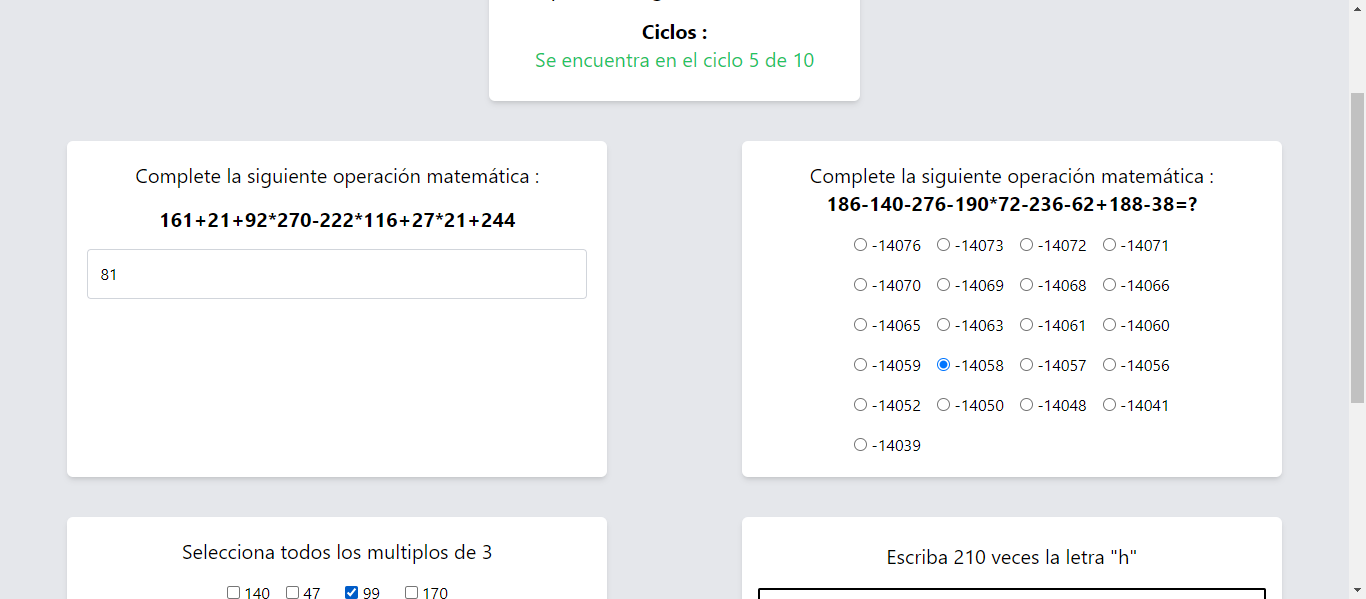 Ciclos :
Se encuentra en el ciclo 5 de 10
Complete la siguiente operación matemática :
161+21+92*270-222*116+27*21+244
81
Complete la siguiente operación matemática :
186-140-276-190*72-236-62+188-38=?
-14076 -14073 -14072 -14071
-14070 -14069 -14068 -14066
-14065 -14063 -14061 -14060
-14059 -14058 -14057 -14056
-14052 -14050 -14048 -14041
-14039
Selecciona todos los multiplos de 3
140 47 99 170
Escriba 210 veces la letra "h"